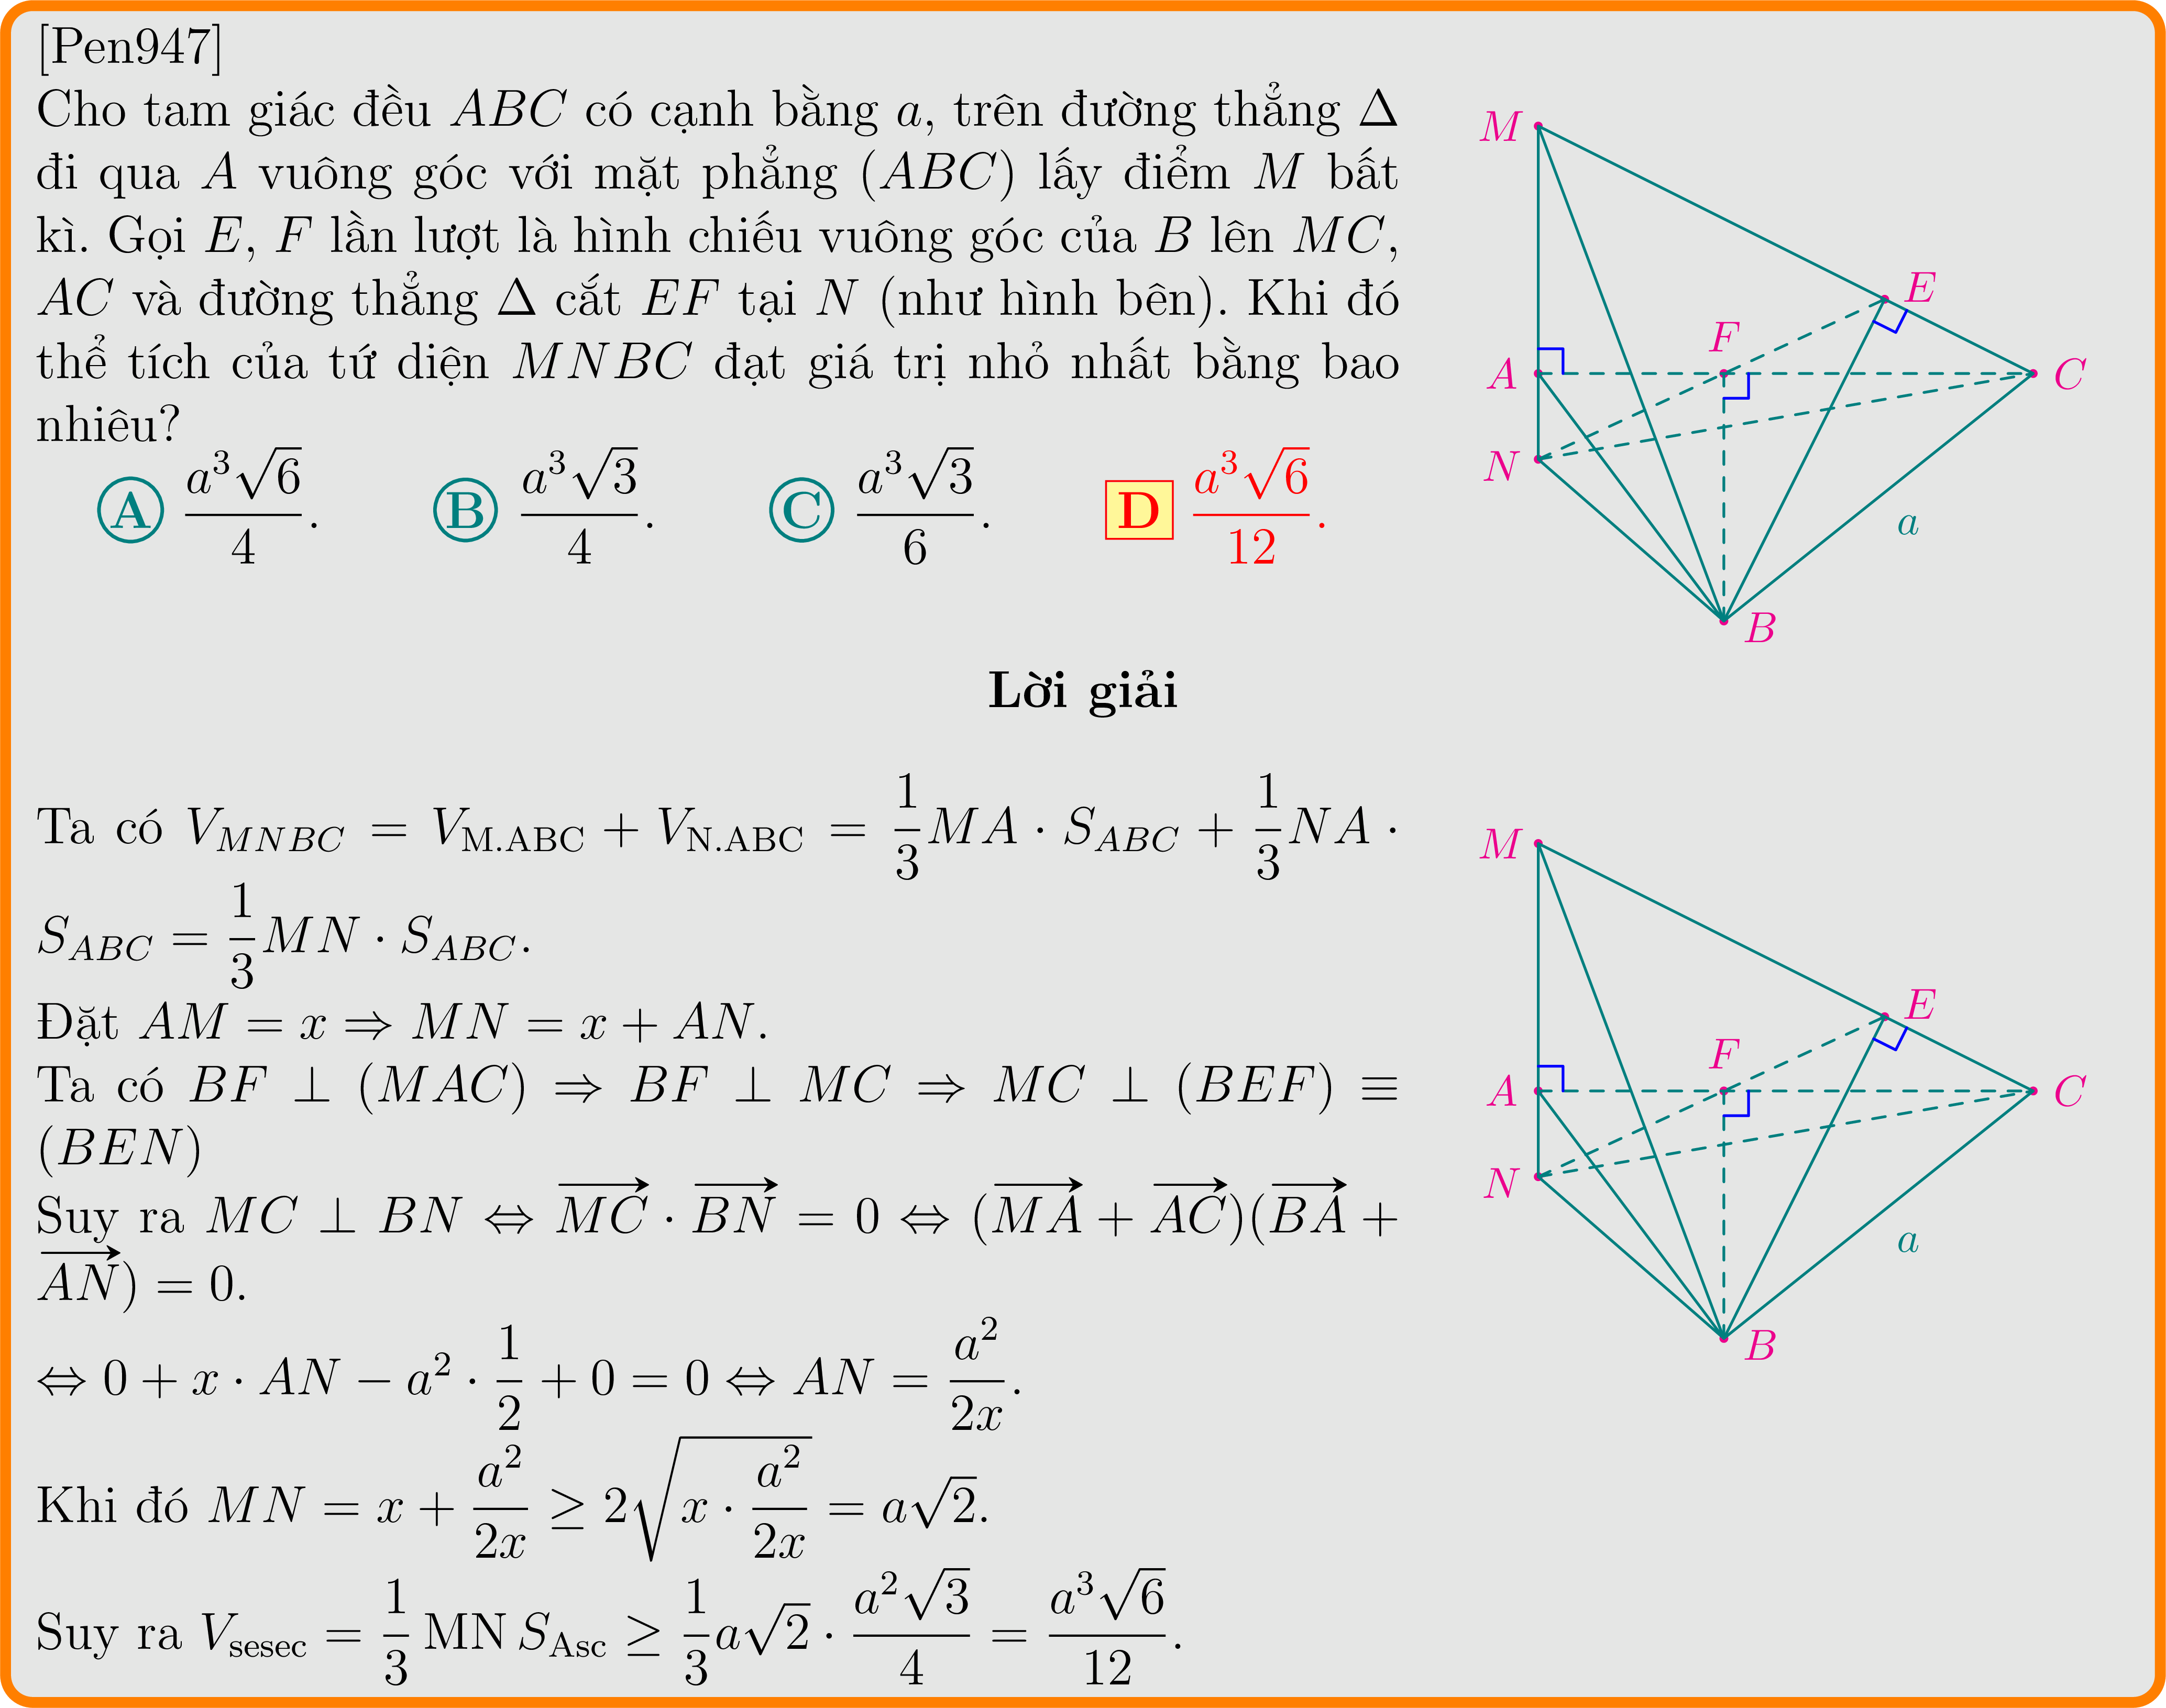 [Pen947]
Cho tam giác đều ABC có cạnh bằng a, trên đường thẳng Δ
đi qua A vuông góc với mặt phẳng (ABC) lấy điểm M bất
kì. Gọi E, F lần lượt là hình chiếu vuông góc của B lên MC,
AC và đường thẳng Δ cắt EF tại N (như hình bên). Khi đó
thể tích của tứ diện MNBC đạt giá trị nhỏ nhất bằng bao
nhiêu?
A $\frac{a^3\sqrt{6}}{4}$. B $\frac{a^3\sqrt{3}}{4}$. C $\frac{a^3\sqrt{3}}{6}$. D $\frac{a^3\sqrt{6}}{12}$.
M
E
F
A
C
N
a
B
Lời giải
Ta có $V_{MNBC} = V_{\text{M.ABC}} + V_{\text{N.ABC}} = \frac{1}{3}MA \cdot S_{ABC} + \frac{1}{3}NA \cdot$
$S_{ABC} = \frac{1}{3}MN \cdot S_{ABC}$.
Đặt $AM = x \Rightarrow MN = x + AN$.
Ta có $BF \perp (MAC) \Rightarrow BF \perp MC \Rightarrow MC \perp (BEF) \equiv$
$(BEN)$
Suy ra $MC \perp BN \Leftrightarrow \overrightarrow{MC} \cdot \overrightarrow{BN} = 0 \Leftrightarrow (\overrightarrow{MA} + \overrightarrow{AC})(\overrightarrow{BA} +$
$\overrightarrow{AN}) = 0$.
$\Leftrightarrow 0 + x \cdot AN - a^2 \cdot \frac{1}{2} + 0 = 0 \Leftrightarrow AN = \frac{a^2}{2x}$.
Khi đó $MN = x + \frac{a^2}{2x} \geq 2\sqrt{x \cdot \frac{a^2}{2x}} = a\sqrt{2}$.
Suy ra $V_{\text{sesec}} = \frac{1}{3}\,\text{MN}\,S_{\text{Asc}} \geq \frac{1}{3}a\sqrt{2} \cdot \frac{a^2\sqrt{3}}{4} = \frac{a^3\sqrt{6}}{12}$.
M
E
F
A
C
N
a
B